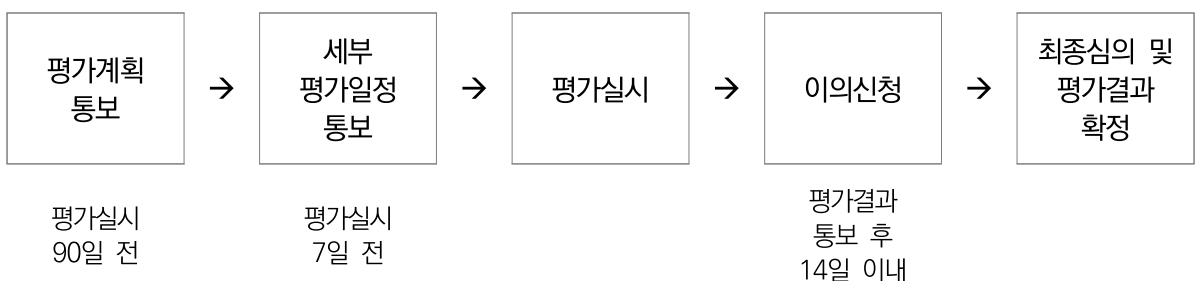 평가계획
통보
→
세부
평가일정
통보
→
평가실시
→
이의신청
→
최종심의 및
평가결과
확정
평가실시
90일 전
평가실시
7일 전
평가결과
통보 후
14일 이내